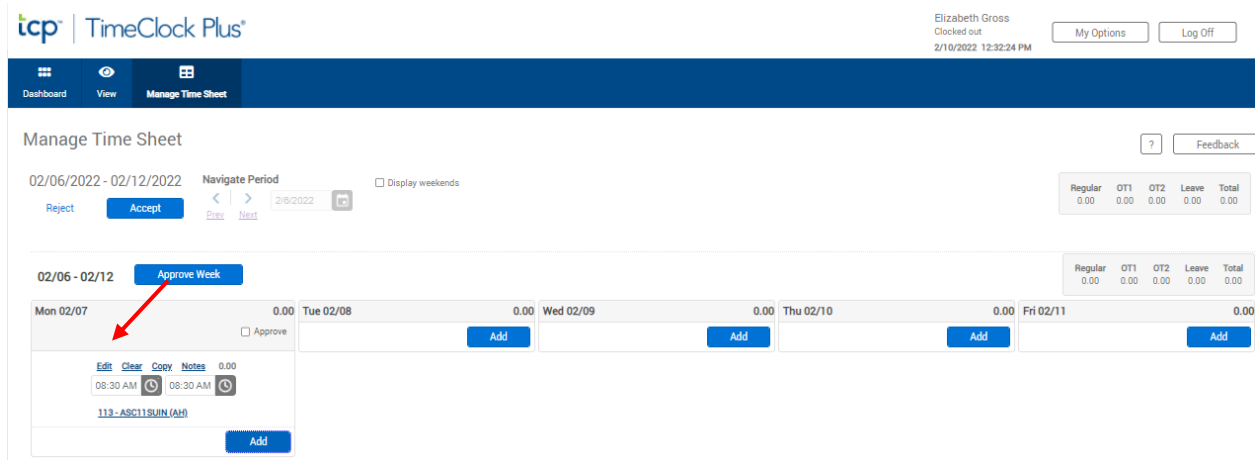 tcp | TimeClock Plus®
Elizabeth Gross
Clocked out
2/10/2022 12:32:24 PM
My Options
Log Off
Dashboard
View
Manage Time Sheet
Manage Time Sheet
?
Feedback
02/06/2022 - 02/12/2022
Navigate Period
Display weekends
Reject
Accept
Prev
Next
2/6/2022
Regular OT1 OT2 Leave Total
0.00 0.00 0.00 0.00 0.00
02/06 - 02/12
Approve Week
Regular OT1 OT2 Leave Total
0.00 0.00 0.00 0.00 0.00
Mon 02/07 0.00
Approve
Edit Clear Copy Notes 0.00
08:30 AM 08:30 AM
113 - ASC11SUIN (AH)
Add
Tue 02/08 0.00
Add
Wed 02/09 0.00
Add
Thu 02/10 0.00
Add
Fri 02/11 0.00
Add